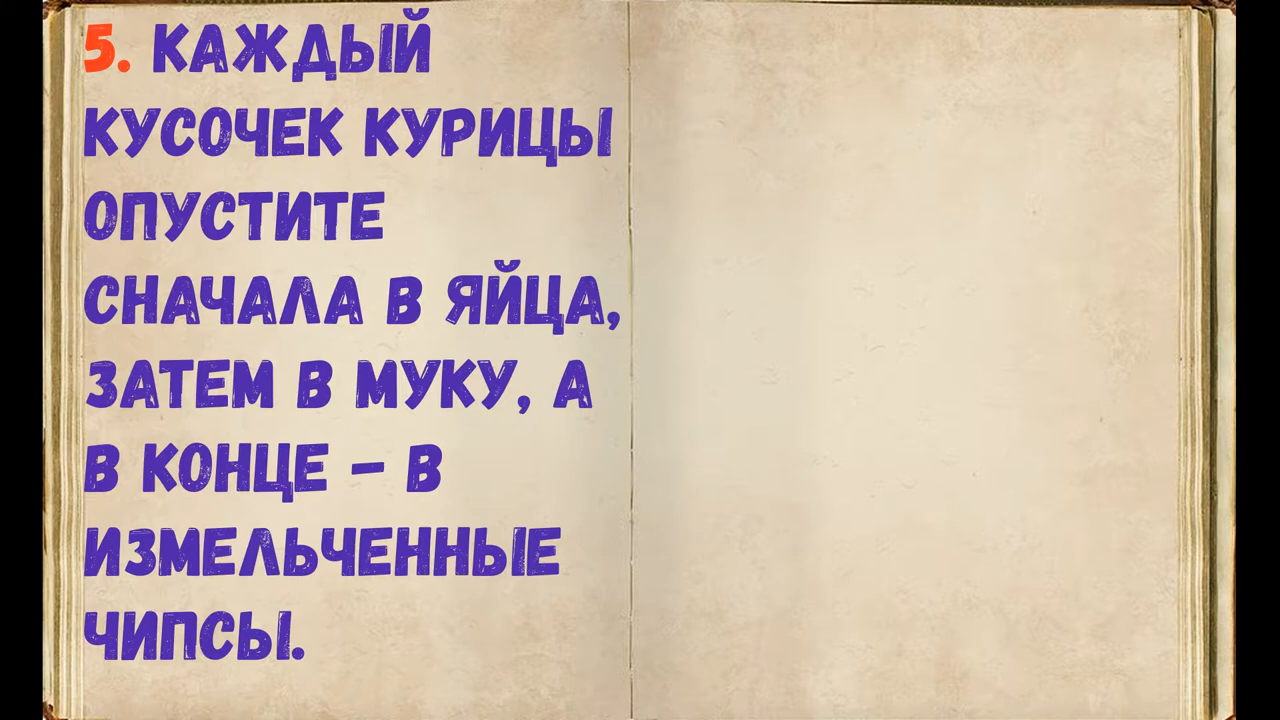 5. КАЖДЫЙ
КУСОЧЕК КУРИЦЫ
ОПУСТИТЕ
СНАЧАЛА В ЯЙЦА,
ЗАТЕМ В МУКУ, А
В КОНЦЕ – В
ИЗМЕЛЬЧЕННЫЕ
ЧИПСЫ.